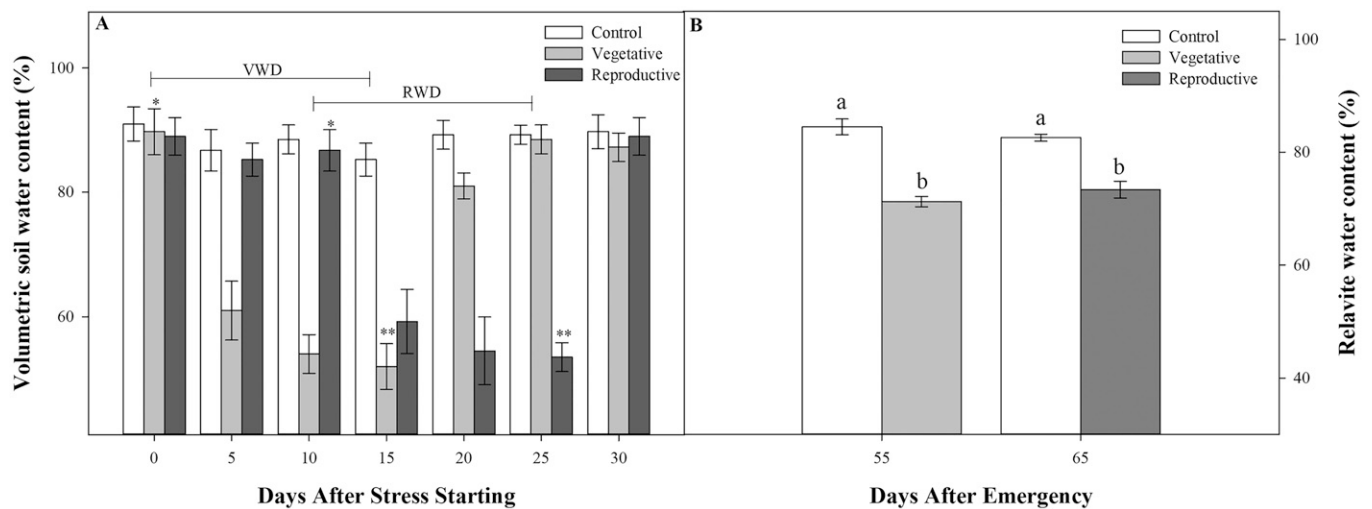 A
Control
Vegetative
Reproductive
VWD
RWD
*
*
**
**
100
80
60
Volumetric soil water content (%)
0 5 10 15 20 25 30
Days After Stress Starting
B
Control
Vegetative
Reproductive
a
b
a
b
100
80
60
40
Relavite water content (%)
55 65
Days After Emergency